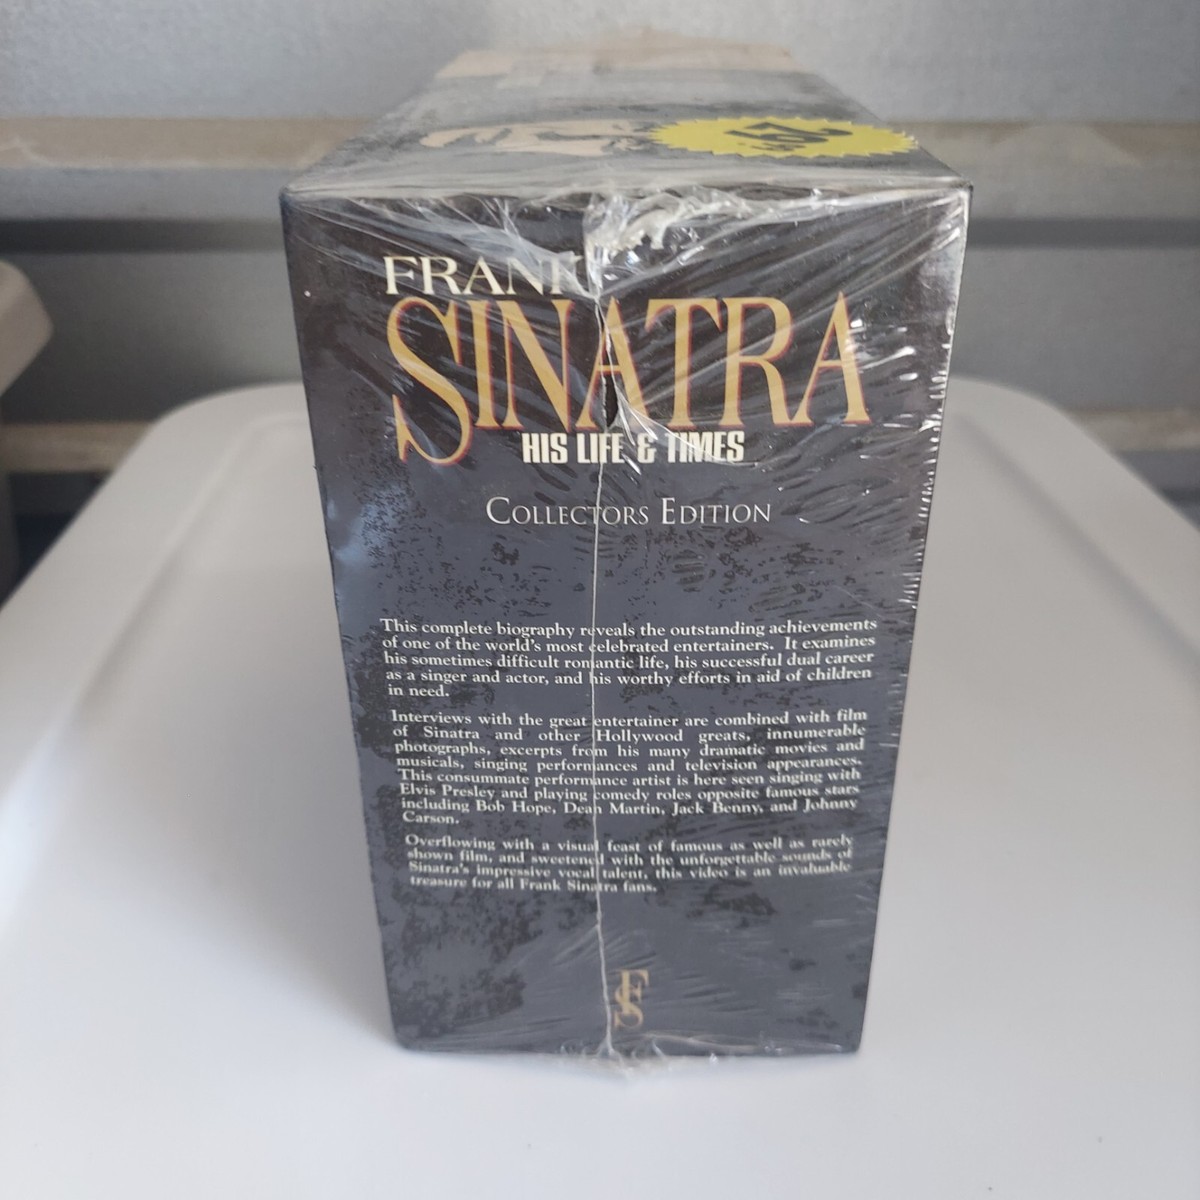 FRANK
SINATRA
HIS LIFE & TIMES
COLLECTORS EDITION
This complete biography reveals the outstanding achievements
of one of the world's most celebrated entertainers. It examines
his sometimes difficult romantic life, his successful dual career
as a singer and actor, and his worthy efforts in aid of children
in need.
Interviews with the great entertainer are combined with film
of Sinatra and other Hollywood greats, innumerable
photographs, excerpts from his many dramatic movies and
musicals, singing performances and television appearances.
This consummate performance artist is here seen singing with
Elvis Presley and playing comedy roles opposite famous stars
including Bob Hope, Dean Martin, Jack Benny, and Johnny
Carson.
Overflowing with a visual feast of famous as well as rarely
shown film, and sweetened with the unforgettable sounds of
Sinatra's impressive vocal talent, this video is an invaluable
treasure for all Frank Sinatra fans.
FS